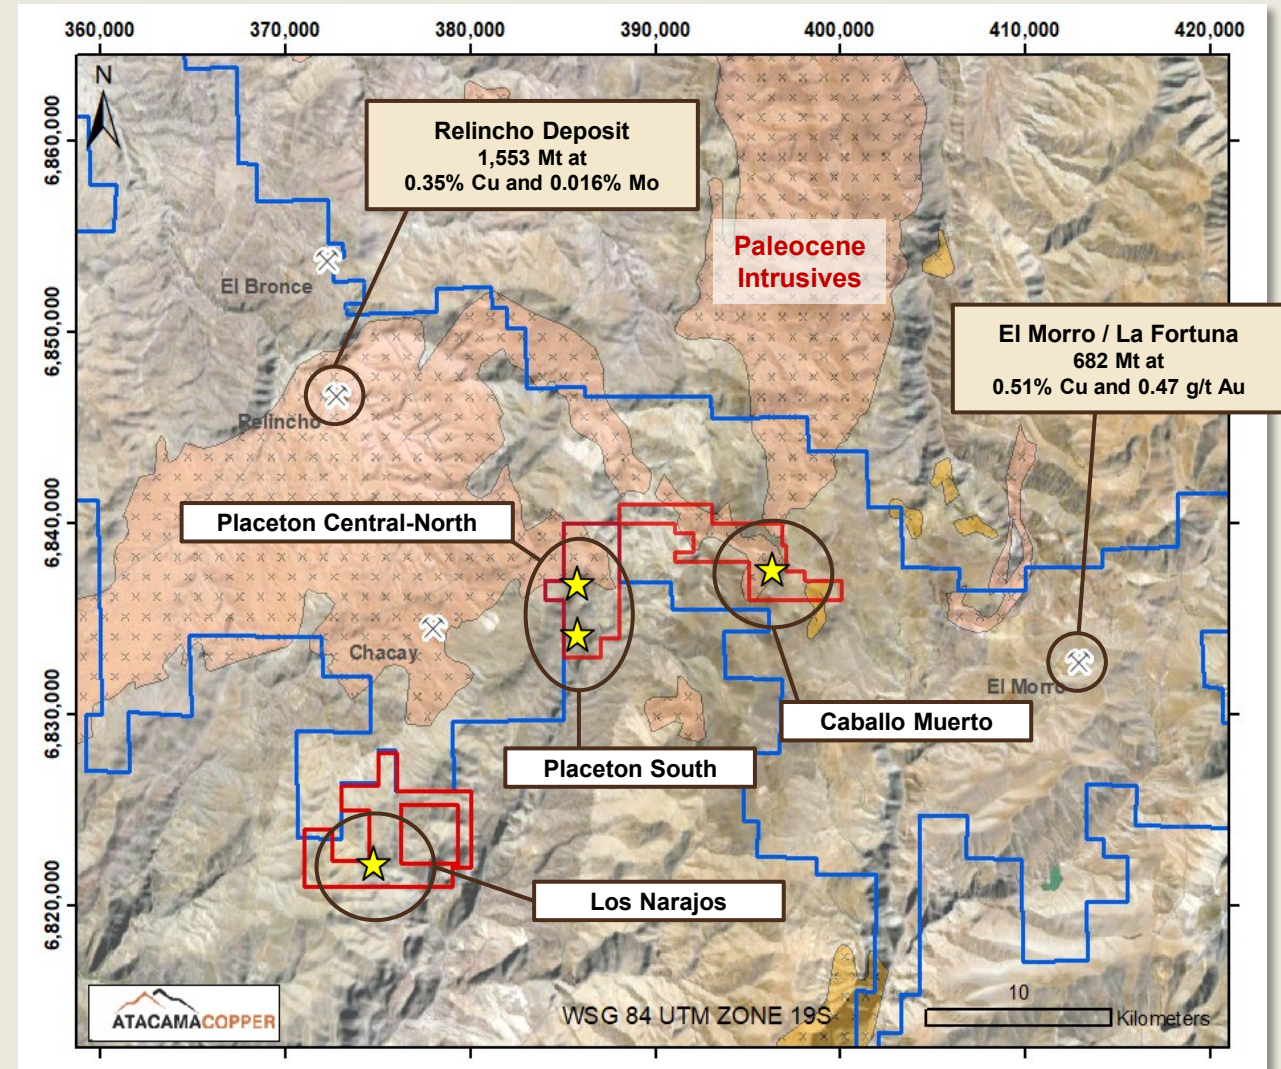 360,000 370,000 380,000 390,000 400,000 410,000 420,000
N
6,860,000
6,850,000
6,840,000
6,830,000
6,820,000
Relincho Deposit
1,553 Mt at
0.35% Cu and 0.016% Mo
Paleocene
Intrusives
El Bronce
El Morro / La Fortuna
682 Mt at
0.51% Cu and 0.47 g/t Au
Relincho
Placeton Central-North
Chacay
El Morro
Caballo Muerto
Placeton South
Los Narajos
ATACAMACOPPER
WSG 84 UTM ZONE 19S
10
Kilometers